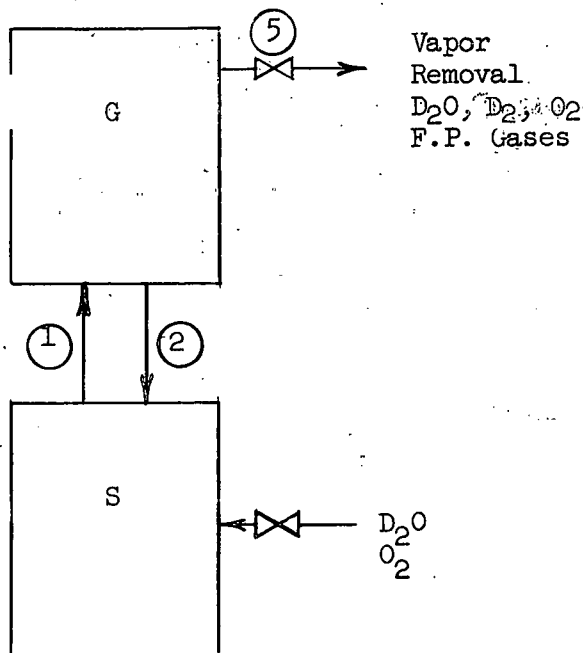 5
Vapor
Removal
D2O, D2, O2
F.P. Gases
G
1 2
S
D2O
O2